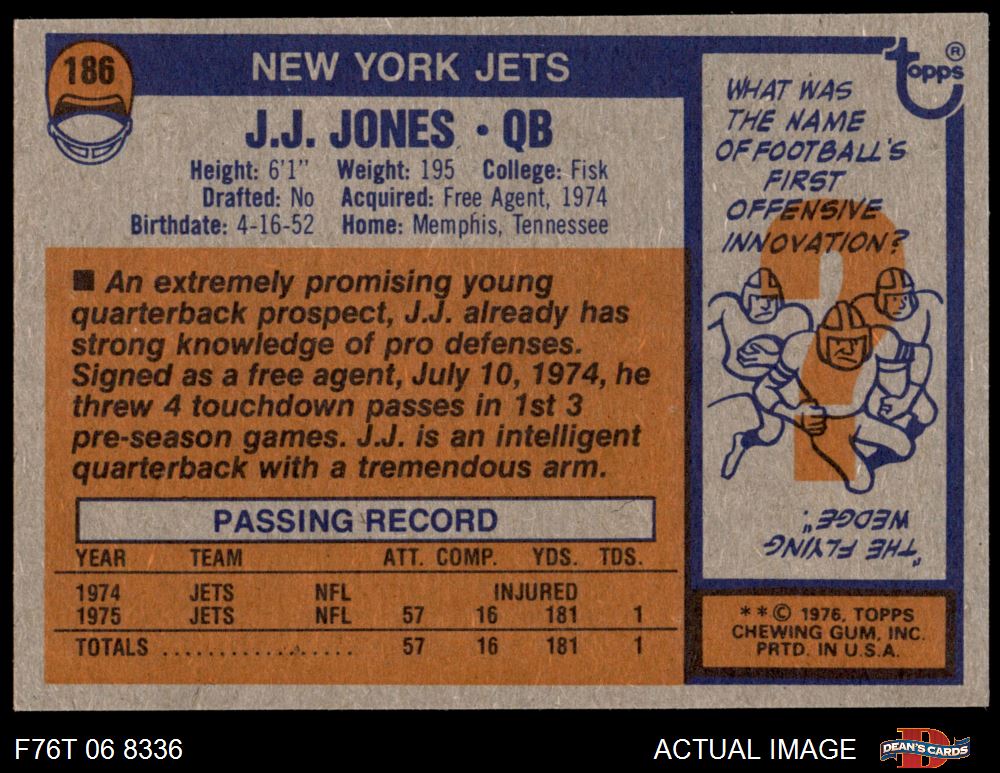 186
NEW YORK JETS
J.J. JONES · QB
Height: 6'1" Weight: 195 College: Fisk
Drafted: No Acquired: Free Agent, 1974
Birthdate: 4-16-52 Home: Memphis, Tennessee
■ An extremely promising young
quarterback prospect, J.J. already has
strong knowledge of pro defenses.
Signed as a free agent, July 10, 1974, he
threw 4 touchdown passes in 1st 3
pre-season games. J.J. is an intelligent
quarterback with a tremendous arm.
PASSING RECORD
YEAR TEAM ATT. COMP. YDS. TDS.
1974 JETS NFL INJURED
1975 JETS NFL 57 16 181 1
TOTALS .................. 57 16 181 1
topps ®
WHAT WAS
THE NAME
OF FOOTBALL'S
FIRST
OFFENSIVE
INNOVATION?
?
"THE FLYING
WEDGE".
**© 1976, TOPPS
CHEWING GUM, INC.
PRTD. IN U.S.A.
F76T 06 8336
ACTUAL IMAGE
D
DEAN'S CARDS